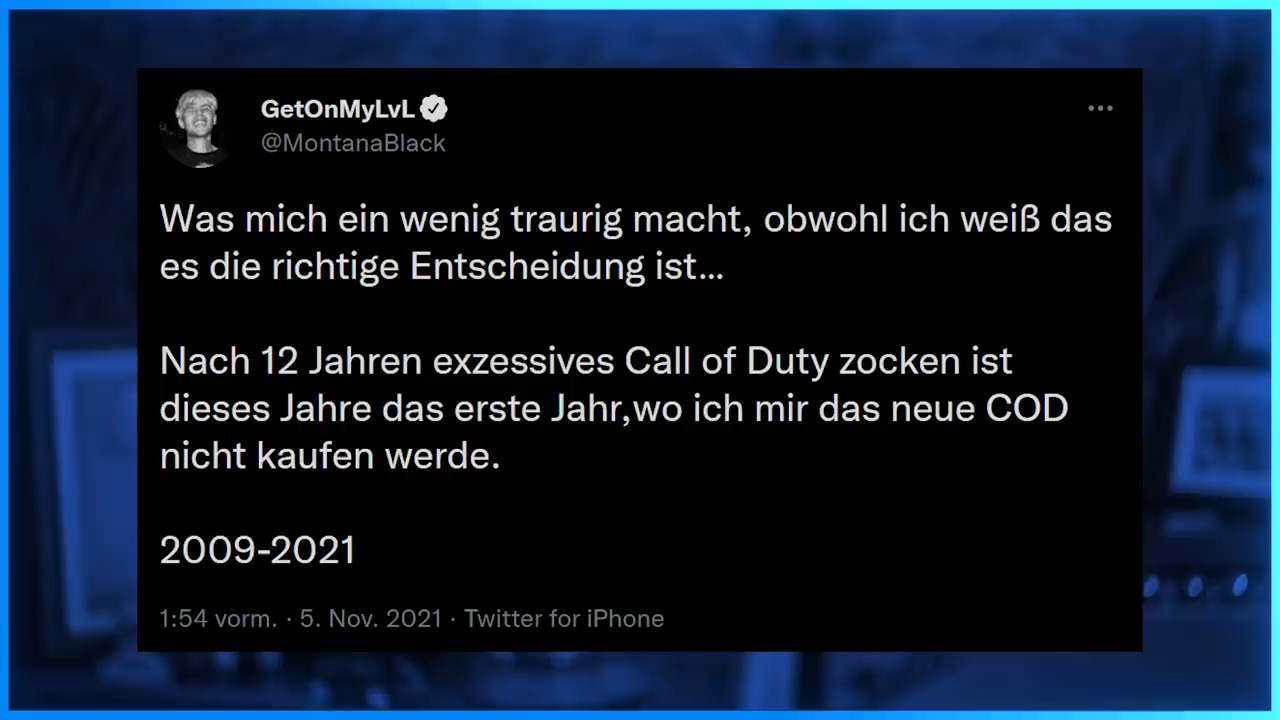 GetOnMyLvL
@MontanaBlack
Was mich ein wenig traurig macht, obwohl ich weiß das
es die richtige Entscheidung ist...
Nach 12 Jahren exzessives Call of Duty zocken ist
dieses Jahre das erste Jahr,wo ich mir das neue COD
nicht kaufen werde.
2009-2021
1:54 vorm. · 5. Nov. 2021 · Twitter for iPhone